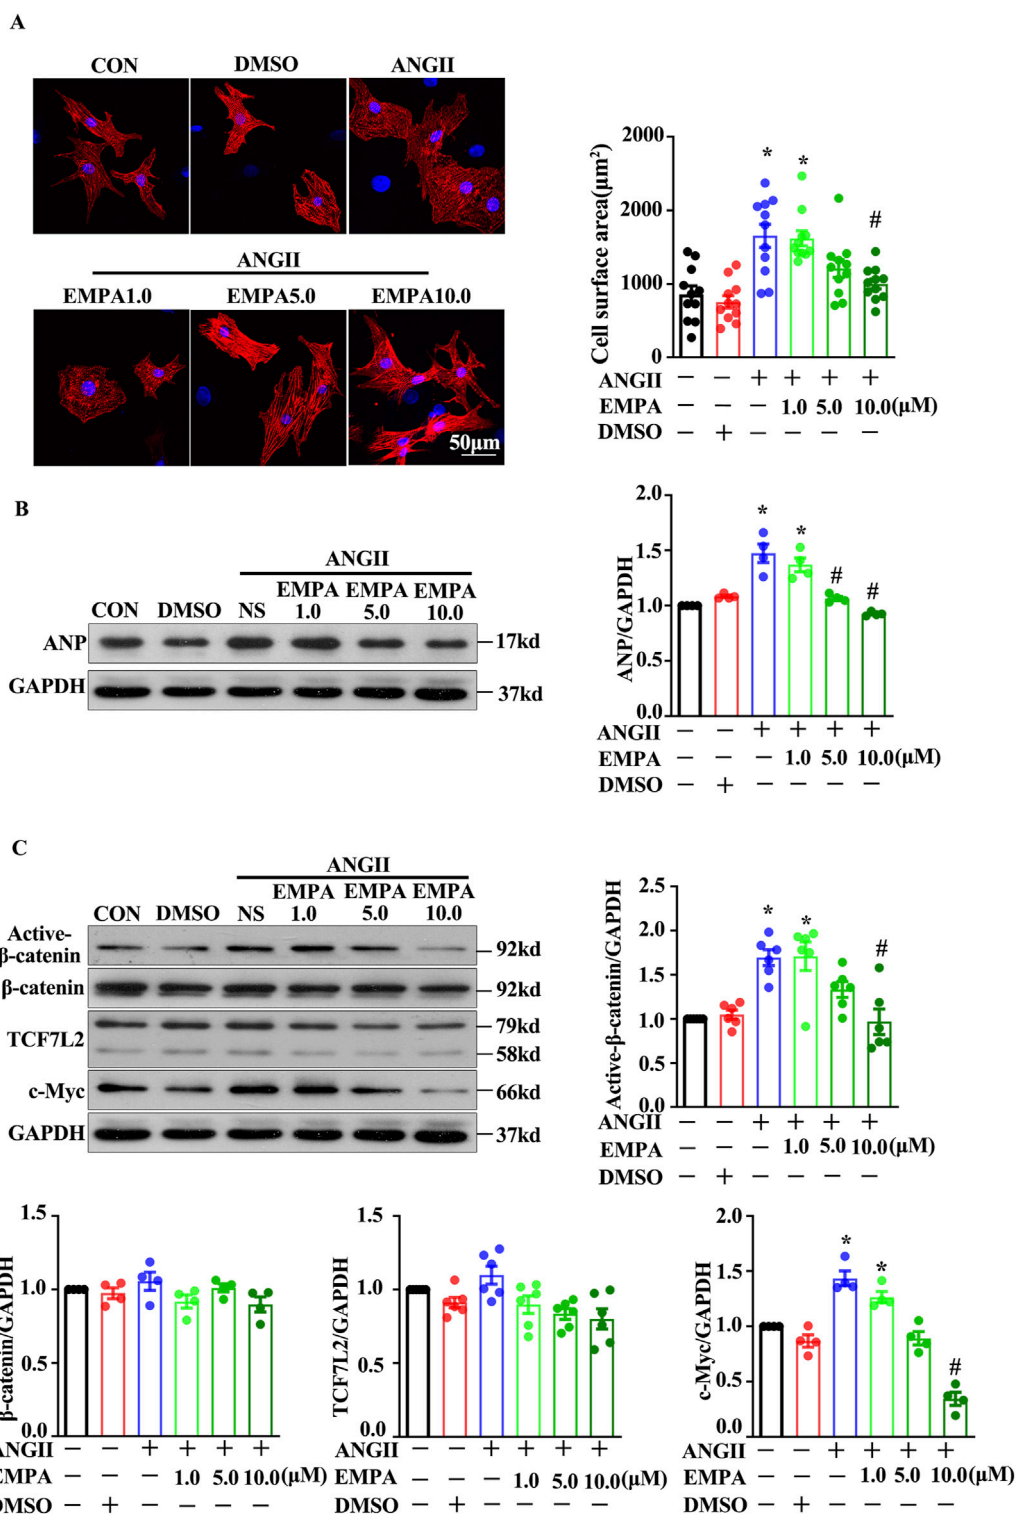 A
CON DMSO ANGII
ANGII
EMPA1.0 EMPA5.0 EMPA10.0
50μm
Cell surface area(μm²)
2000
2000
1000
0
* * #
ANGII − − + + + +
EMPA − − − 1.0 5.0 10.0(μM)
DMSO − + − − − −
B
ANGII
CON DMSO NS EMPA 1.0 EMPA 5.0 EMPA 10.0
ANP 17kd
GAPDH 37kd
ANP/GAPDH
2.0
1.5
1.0
0.5
0.0
* * # #
ANGII − − + + + +
EMPA − − − 1.0 5.0 10.0(μM)
DMSO − + − − − −
C
ANGII
CON DMSO NS EMPA 1.0 EMPA 5.0 EMPA 10.0
Active-
β-catenin 92kd
β-catenin 92kd
TCF7L2 79kd
58kd
c-Myc 66kd
GAPDH 37kd
Active-β-catenin/GAPDH
2.5
2.0
1.5
1.0
0.5
0.0
* * #
ANGII − − + + + +
EMPA − − − 1.0 5.0 10.0(μM)
DMSO − + − − − −
β-catenin/GAPDH
1.5
1.0
0.5
0.0
ANGII − − + + + +
EMPA − − − 1.0 5.0 10.0(μM)
DMSO − + − − − −
TCF7L2/GAPDH
1.5
1.0
0.5
0.0
ANGII − − + + + +
EMPA − − − 1.0 5.0 10.0(μM)
DMSO − + − − − −
c-Myc/GAPDH
2.0
1.5
1.0
0.5
0.0
* * #
ANGII − − + + + +
EMPA − − − 1.0 5.0 10.0(μM)
DMSO − + − − − −